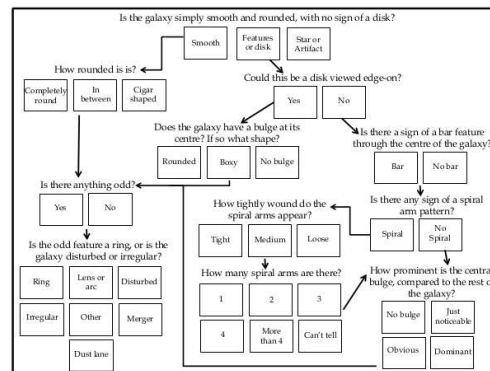 Is the galaxy simply smooth and rounded, with no sign of a disk?
Smooth
Features
or disk
Star or
Artifact
How rounded is is?
Completely
round
In
between
Cigar
shaped
Could this be a disk viewed edge-on?
Yes
No
Does the galaxy have a bulge at its
centre? If so what shape?
Rounded
Boxy
No bulge
Is there a sign of a bar feature
through the centre of the galaxy?
Bar
No bar
Is there anything odd?
Yes
No
Is there any sign of a spiral
arm pattern?
Spiral
No
Spiral
How tightly wound do the
spiral arms appear?
Tight
Medium
Loose
Is the odd feature a ring, or is the
galaxy disturbed or irregular?
Ring
Lens or
arc
Disturbed
Irregular
Other
Merger
Dust lane
How many spiral arms are there?
1
2
3
4
More
than 4
Can't tell
How prominent is the central
bulge, compared to the rest of
the galaxy?
No bulge
Just
noticeable
Obvious
Dominant